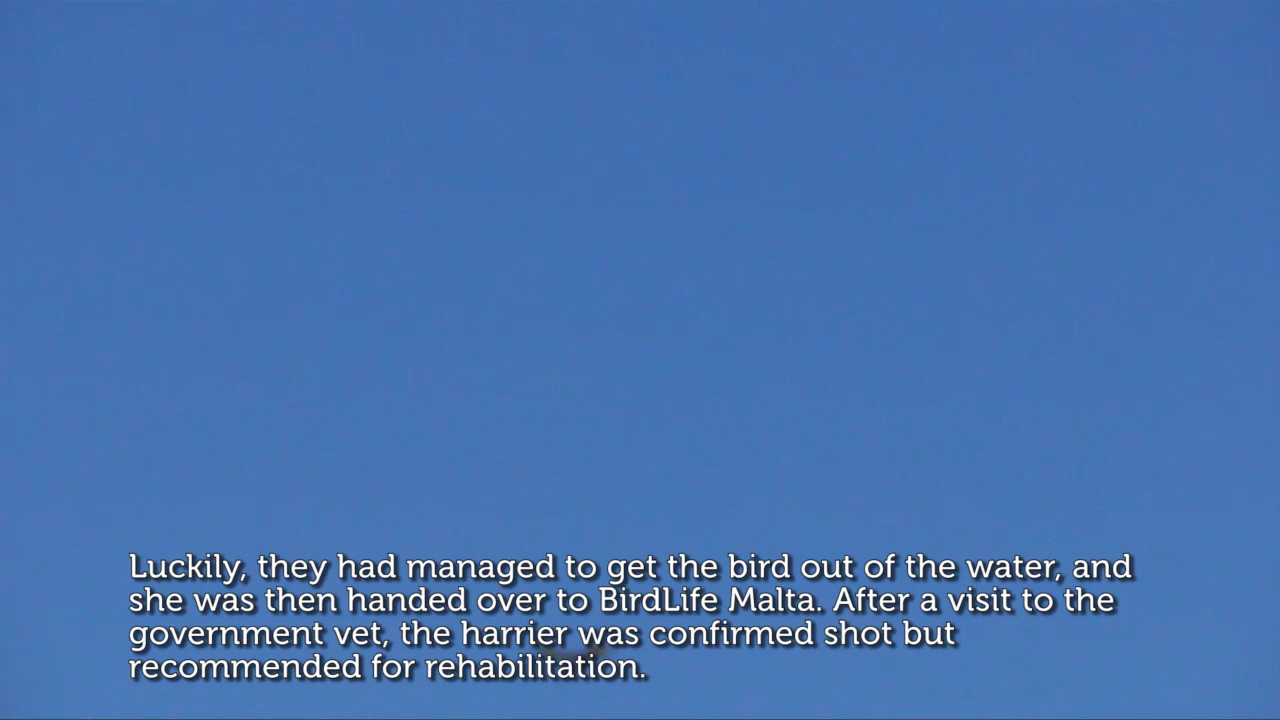 Luckily, they had managed to get the bird out of the water, and
she was then handed over to BirdLife Malta. After a visit to the
government vet, the harrier was confirmed shot but
recommended for rehabilitation.